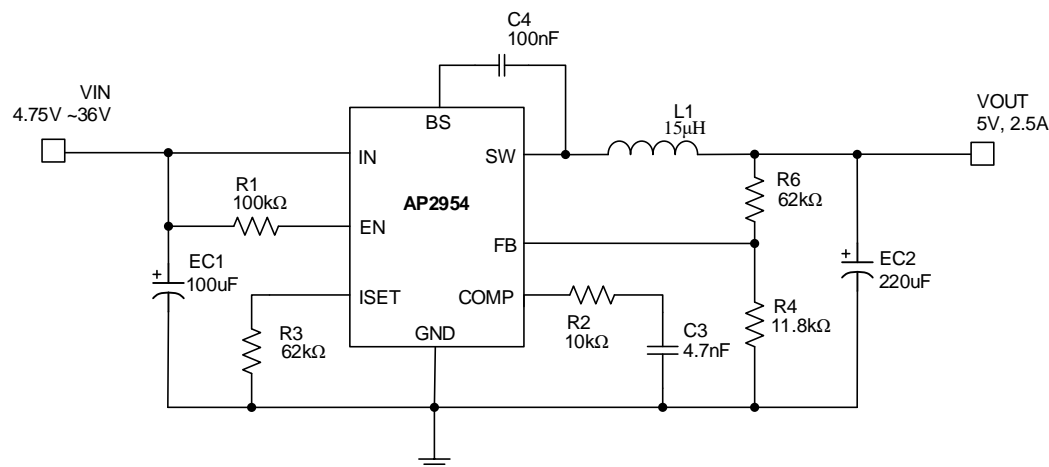 C4
100nF
VIN
4.75V ~36V
BS
L1
15μH
VOUT
5V, 2.5A
IN
SW
R1
100kΩ
AP2954
R6
62kΩ
EN
FB
EC1
+
100uF
ISET
COMP
+
EC2
220uF
R3
62kΩ
GND
R2
10kΩ
C3
4.7nF
R4
11.8kΩ